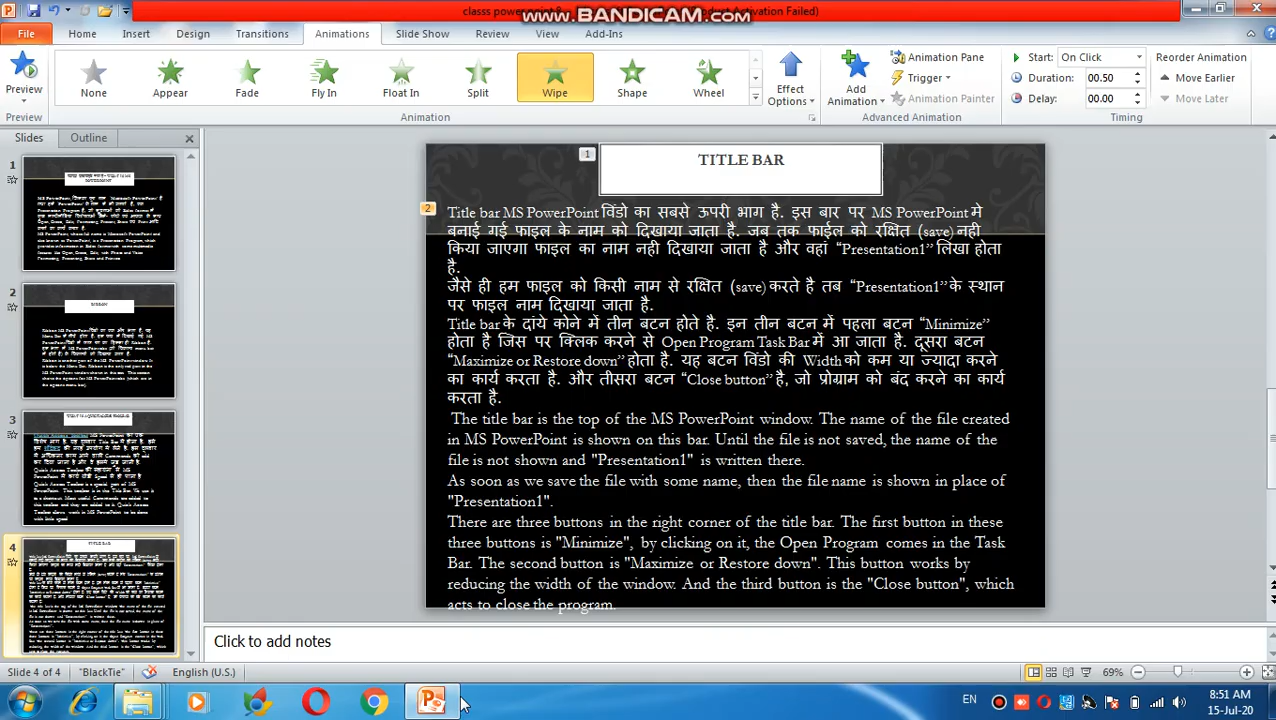 classs powerpoint
www.BANDICAM.com
Product Activation Failed)
File Home Insert Design Transitions Animations Slide Show Review View Add-Ins
Preview
None Appear Fade Fly In Float In Split Wipe Shape Wheel
Effect Options
Add Animation
Animation Pane
Trigger
Animation Painter
Start: On Click
Duration: 00.50
Delay: 00.00
Reorder Animation
Move Earlier
Move Later
Preview Animation Advanced Animation Timing
Slides Outline
1
2
RIBBON
3
4
TITLE BAR
1
TITLE BAR
2
Title bar MS PowerPoint विंडो का सबसे ऊपरी भाग है. इस बार पर MS PowerPoint में
बनाई गई फाइल के नाम को दिखाया जाता है. जब तक फाइल को रक्षित (save) नही
किया जाएगा फाइल का नाम नही दिखाया जाता है और वहां “Presentation1” लिखा होता
है.
जैसे ही हम फाइल को किसी नाम से रक्षित (save) करते है तब “Presentation1” के स्थान
पर फाइल नाम दिखाया जाता है.
Title bar के दांये कोने में तीन बटन होते है. इन तीन बटन में पहला बटन “Minimize”
होता है जिस पर क्लिक करने से Open Program Task Bar में आ जाता है. दूसरा बटन
“Maximize or Restore down” होता है. यह बटन विंडो की Width को कम या ज्यादा करने
का कार्य करता है. और तीसरा बटन “Close button” है, जो प्रोग्राम को बंद करने का कार्य
करता है.
The title bar is the top of the MS PowerPoint window. The name of the file created
in MS PowerPoint is shown on this bar. Until the file is not saved, the name of the
file is not shown and "Presentation1" is written there.
As soon as we save the file with some name, then the file name is shown in place of
"Presentation1".
There are three buttons in the right corner of the title bar. The first button in these
three buttons is "Minimize", by clicking on it, the Open Program comes in the Task
Bar. The second button is "Maximize or Restore down". This button works by
reducing the width of the window. And the third button is "Close button", which
acts to close the program.
Click to add notes
Slide 4 of 4 "BlackTie" English (U.S.) 69%
EN
8:51 AM
15-Jul-20